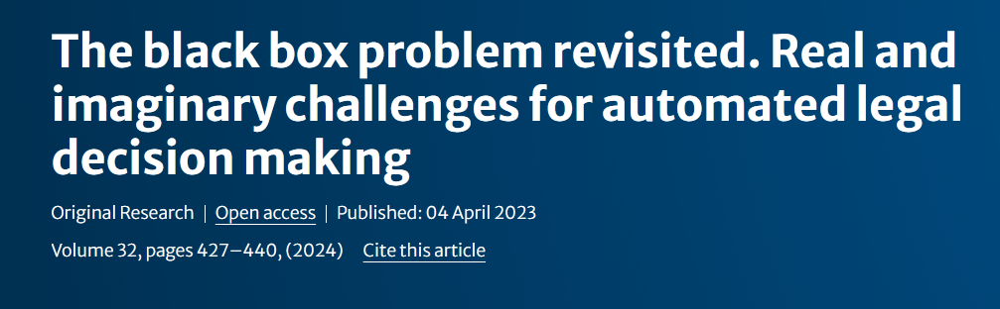 The black box problem revisited. Real and
imaginary challenges for automated legal
decision making
Original Research | Open access | Published: 04 April 2023
Volume 32, pages 427–440, (2024) Cite this article